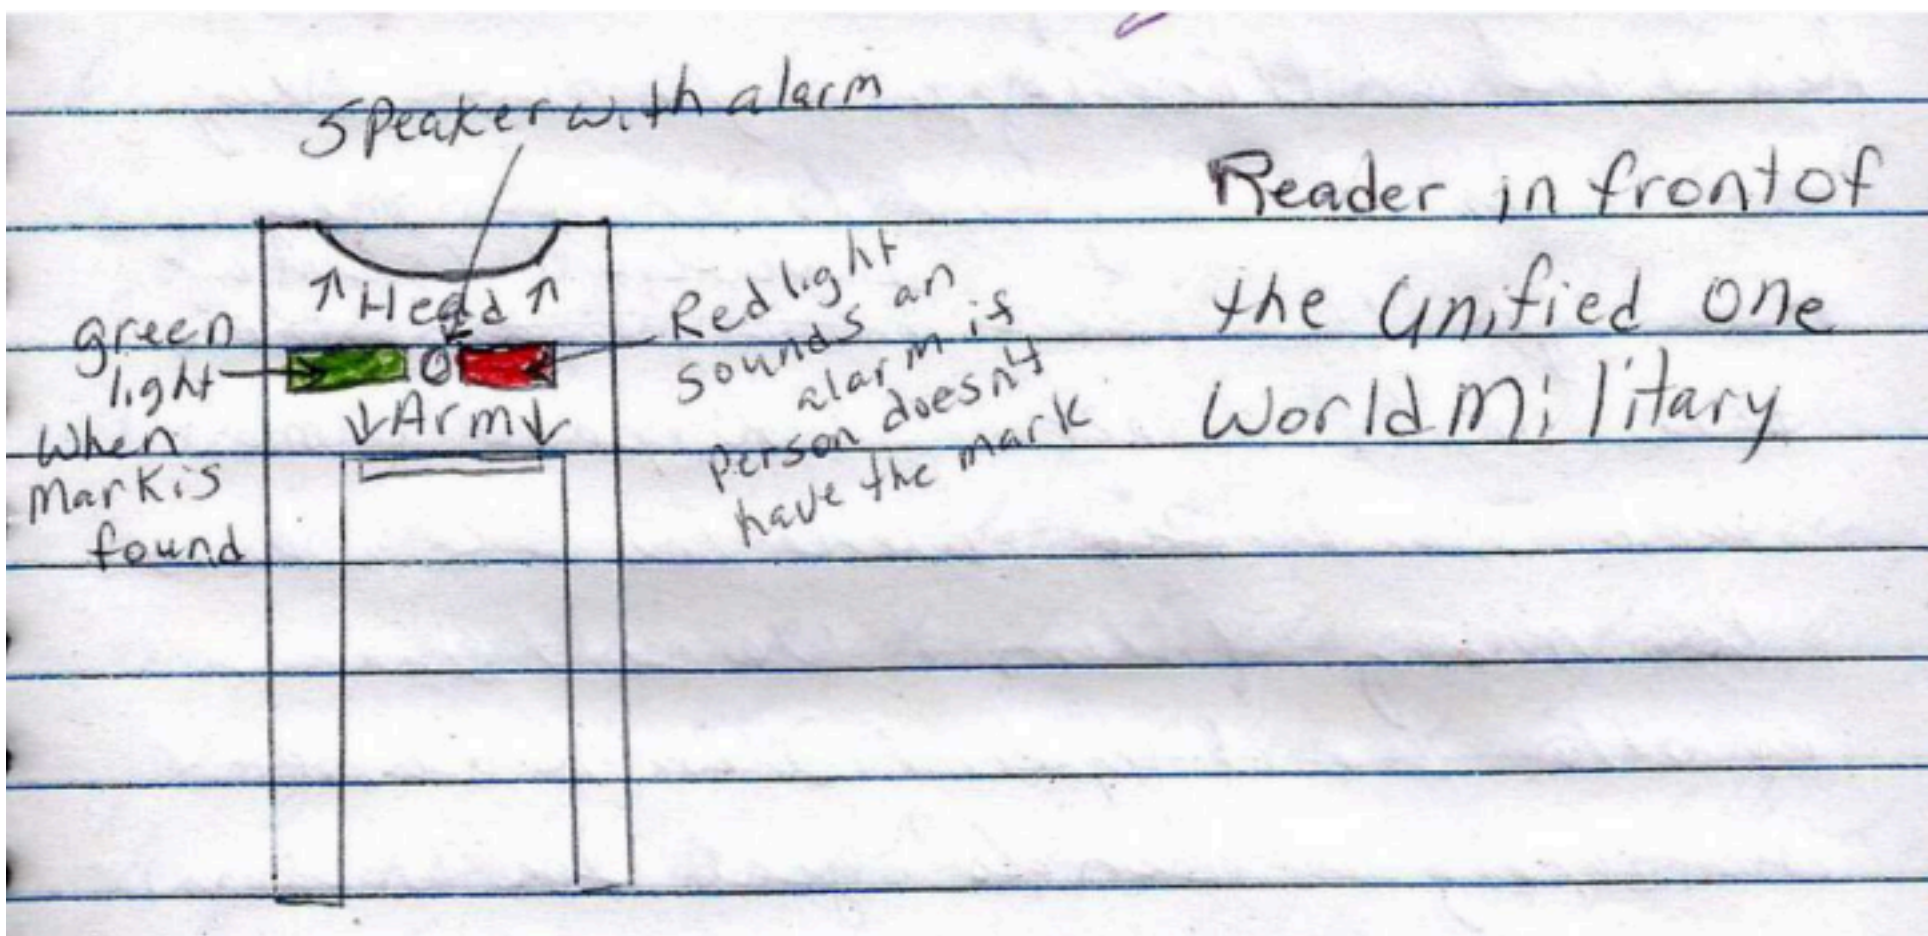 Speaker with alarm
↑ Head ↑
green
light
When
Mark is
found
↓ Arm ↓
Red light
sounds an
alarm if
person doesn't
have the mark
Reader in front of
the Unified One
World Military